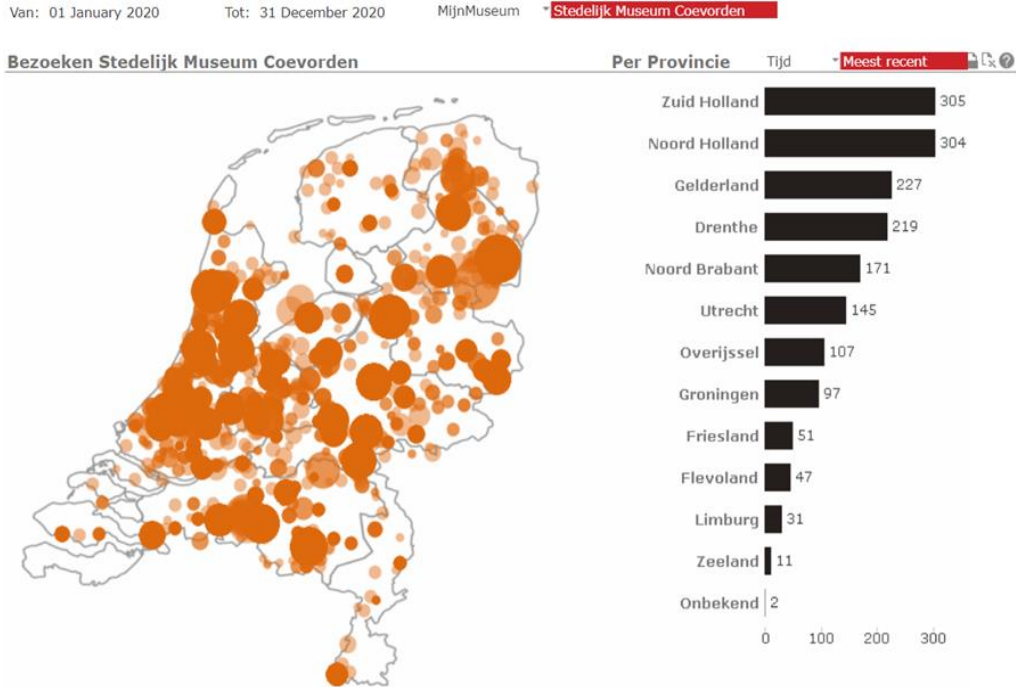 Van: 01 January 2020 Tot: 31 December 2020 MijnMuseum Stedelijk Museum Coevorden
Bezoeken Stedelijk Museum Coevorden
Per Provincie Tijd Meest recent
Zuid Holland 305
Noord Holland 304
Gelderland 227
Drenthe 219
Noord Brabant 171
Utrecht 145
Overijssel 107
Groningen 97
Friesland 51
Flevoland 47
Limburg 31
Zeeland 11
Onbekend 2
0 100 200 300